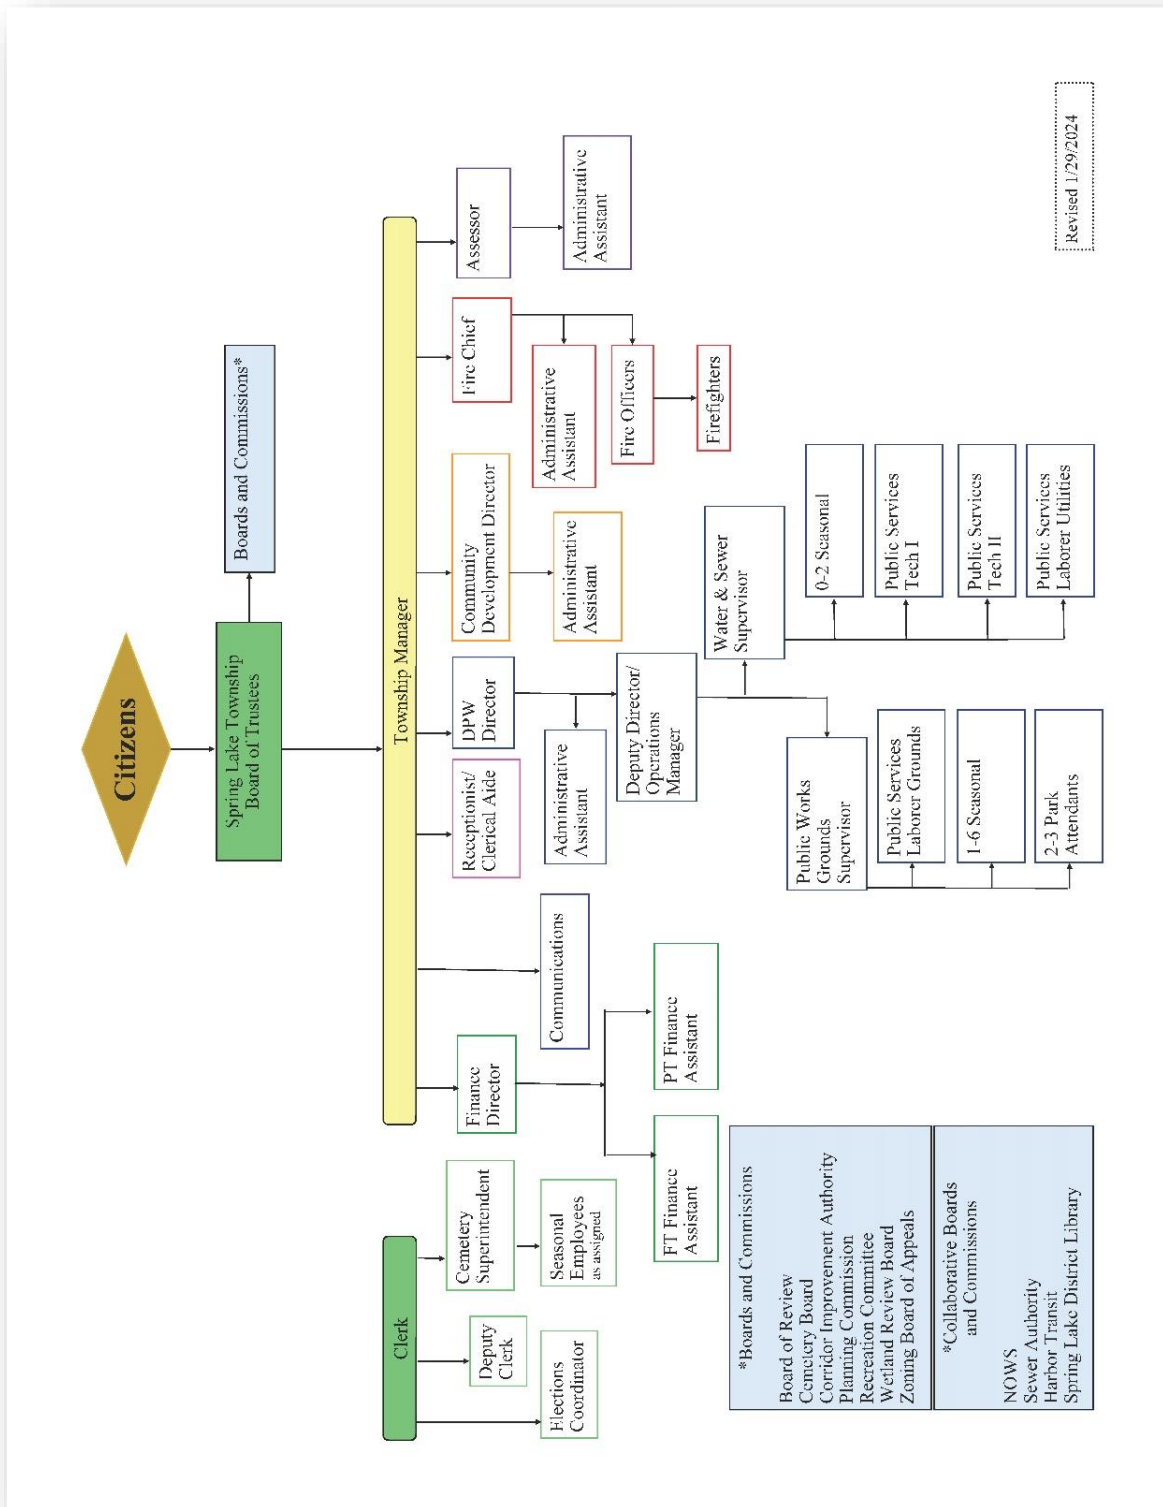 Citizens
Spring Lake Township
Board of Trustees
Boards and Commissions*
Clerk
Township Manager
Elections
Coordinator
Deputy
Clerk
Cemetery
Superintendent
Seasonal
Employees
as assigned
Finance
Director
FT Finance
Assistant
PT Finance
Assistant
Communications
Receptionist/
Clerical Aide
DPW
Director
Administrative
Assistant
Deputy Director/
Operations
Manager
Public Works
Grounds
Supervisor
Public Services
Laborer Grounds
1-6 Seasonal
2-3 Park
Attendants
Water & Sewer
Supervisor
0-2 Seasonal
Public Services
Tech I
Public Services
Tech II
Public Services
Laborer Utilities
Community
Development Director
Administrative
Assistant
Fire Chief
Administrative
Assistant
Fire Officers
Firefighters
Assessor
Administrative
Assistant
*Boards and Commissions
Board of Review
Cemetery Board
Corridor Improvement Authority
Planning Commission
Recreation Committee
Wetland Review Board
Zoning Board of Appeals
*Collaborative Boards
and Commissions
NOWS
Sewer Authority
Harbor Transit
Spring Lake District Library
Revised 1/29/2024